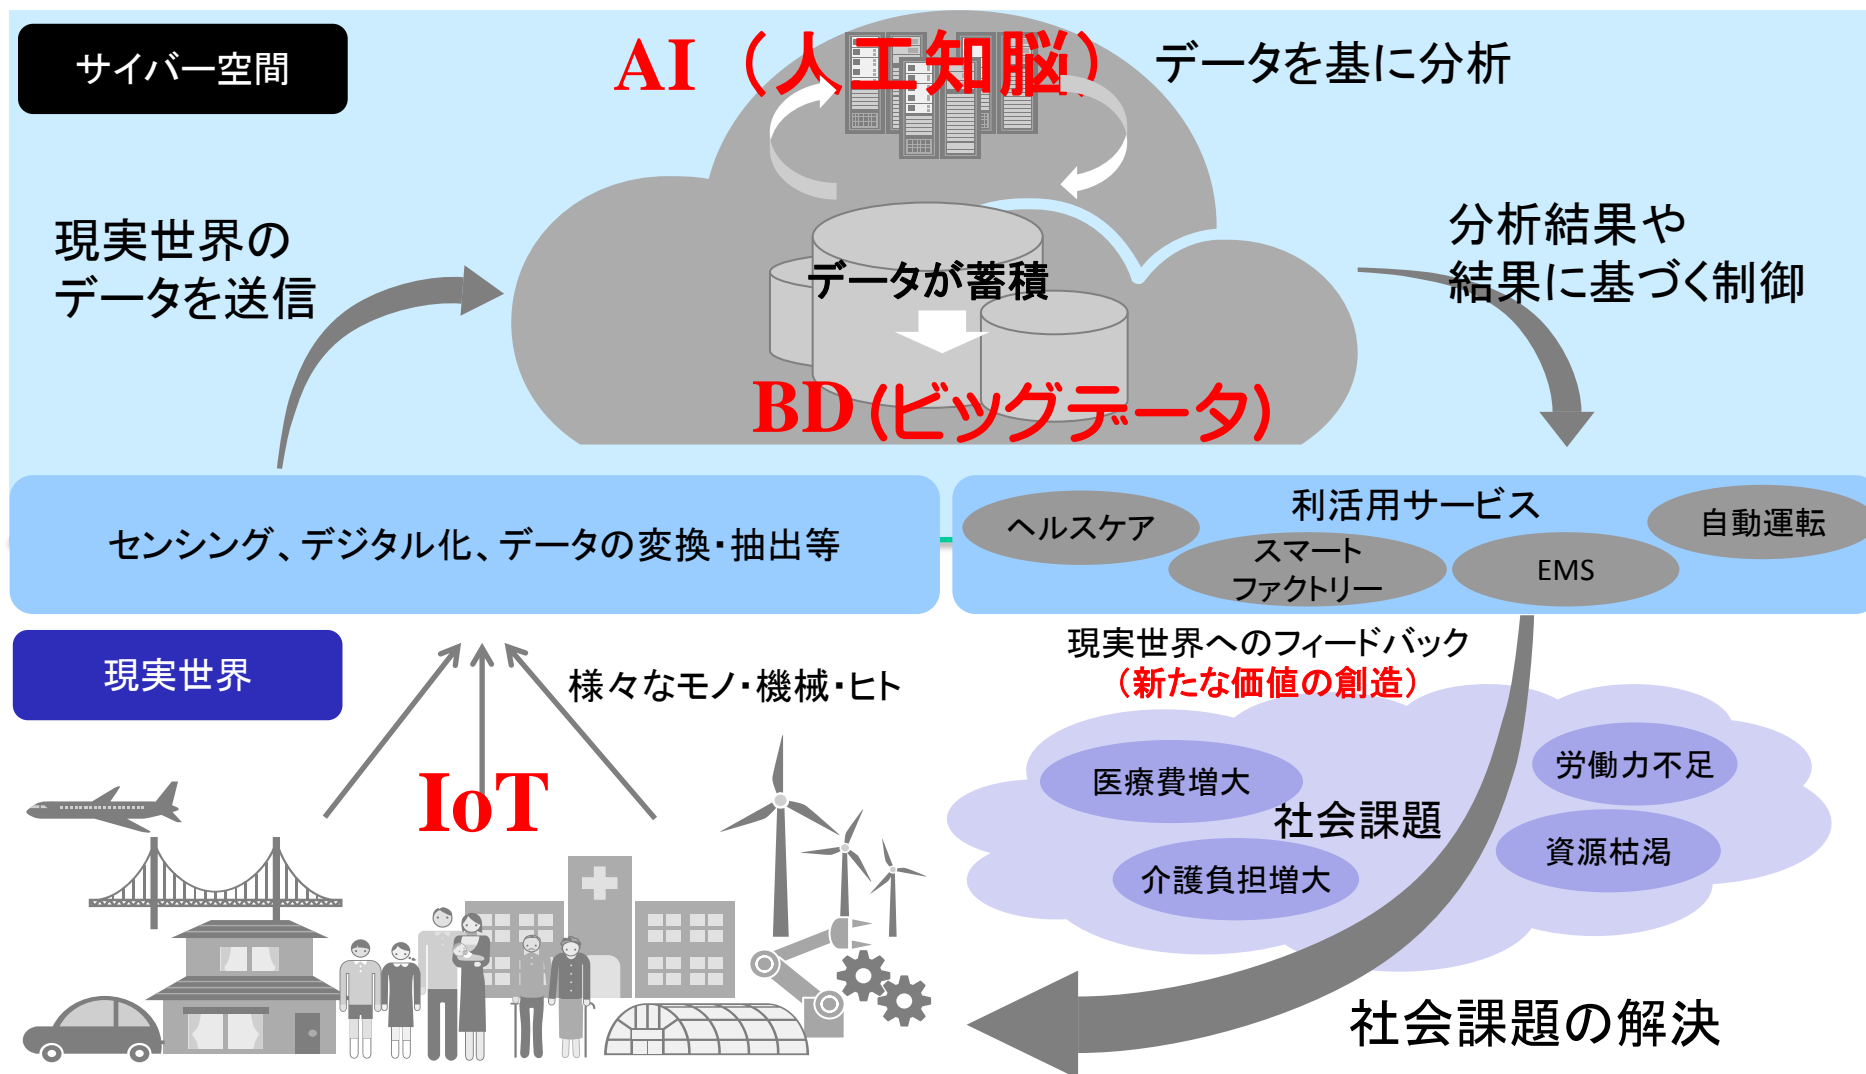 サイバー空間
AI（人工知脳）
データを基に分析
現実世界の
データを送信
データが蓄積
BD(ビッグデータ)
分析結果や
結果に基づく制御
センシング、デジタル化、データの変換・抽出等
利活用サービス
ヘルスケア
スマート
ファクトリー
EMS
自動運転
現実世界
様々なモノ・機械・ヒト
IoT
現実世界へのフィードバック
（新たな価値の創造）
医療費増大
労働力不足
社会課題
介護負担増大
資源枯渇
社会課題の解決